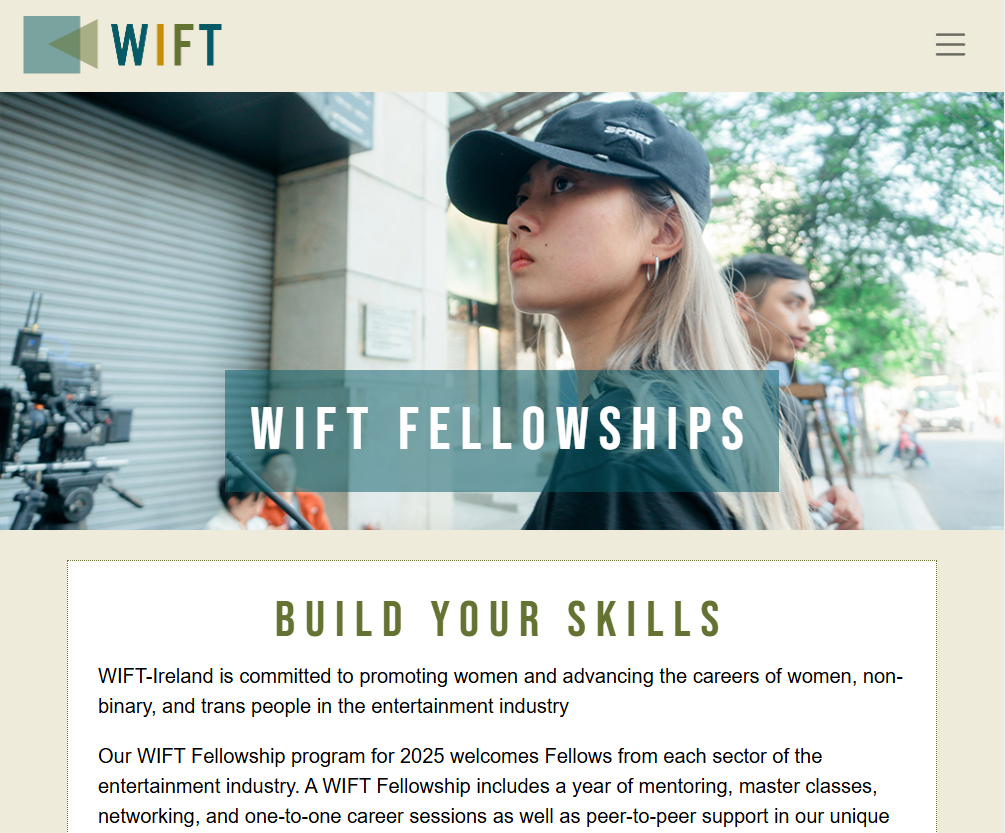 WIFT
SPORT
WIFT FELLOWSHIPS
BUILD YOUR SKILLS
WIFT-Ireland is committed to promoting women and advancing the careers of women, non-
binary, and trans people in the entertainment industry
Our WIFT Fellowship program for 2025 welcomes Fellows from each sector of the
entertainment industry. A WIFT Fellowship includes a year of mentoring, master classes,
networking, and one-to-one career sessions as well as peer-to-peer support in our unique